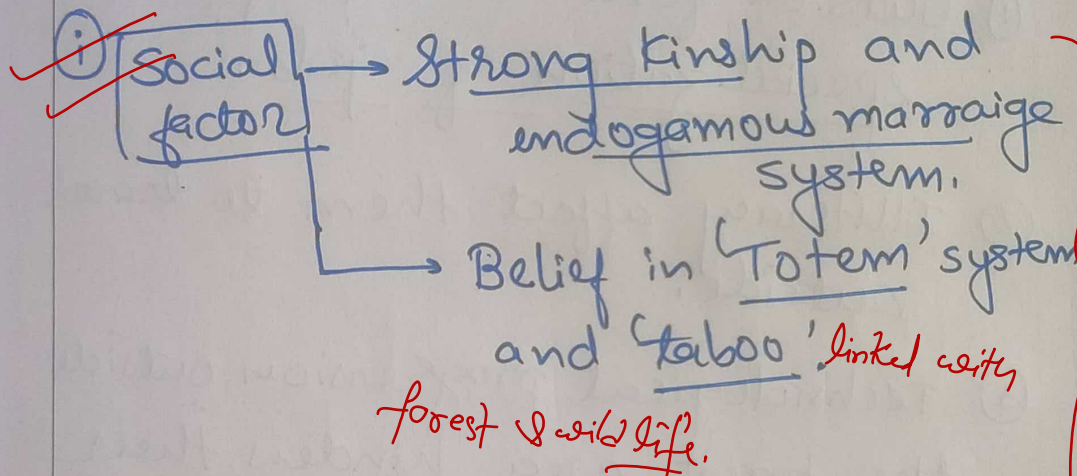 (i) Social factor → Strong kinship and
endogamous marraige
system.
→ Belief in 'Totem' system
and 'taboo' linked with
forest & wild life.